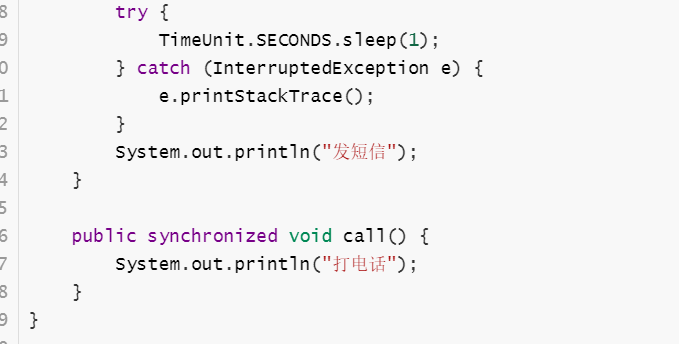 8        try {
9            TimeUnit.SECONDS.sleep(1);
0        } catch (InterruptedException e) {
1            e.printStackTrace();
2        }
3        System.out.println("发短信");
4    }
5
6    public synchronized void call() {
7        System.out.println("打电话");
8    }
9 }